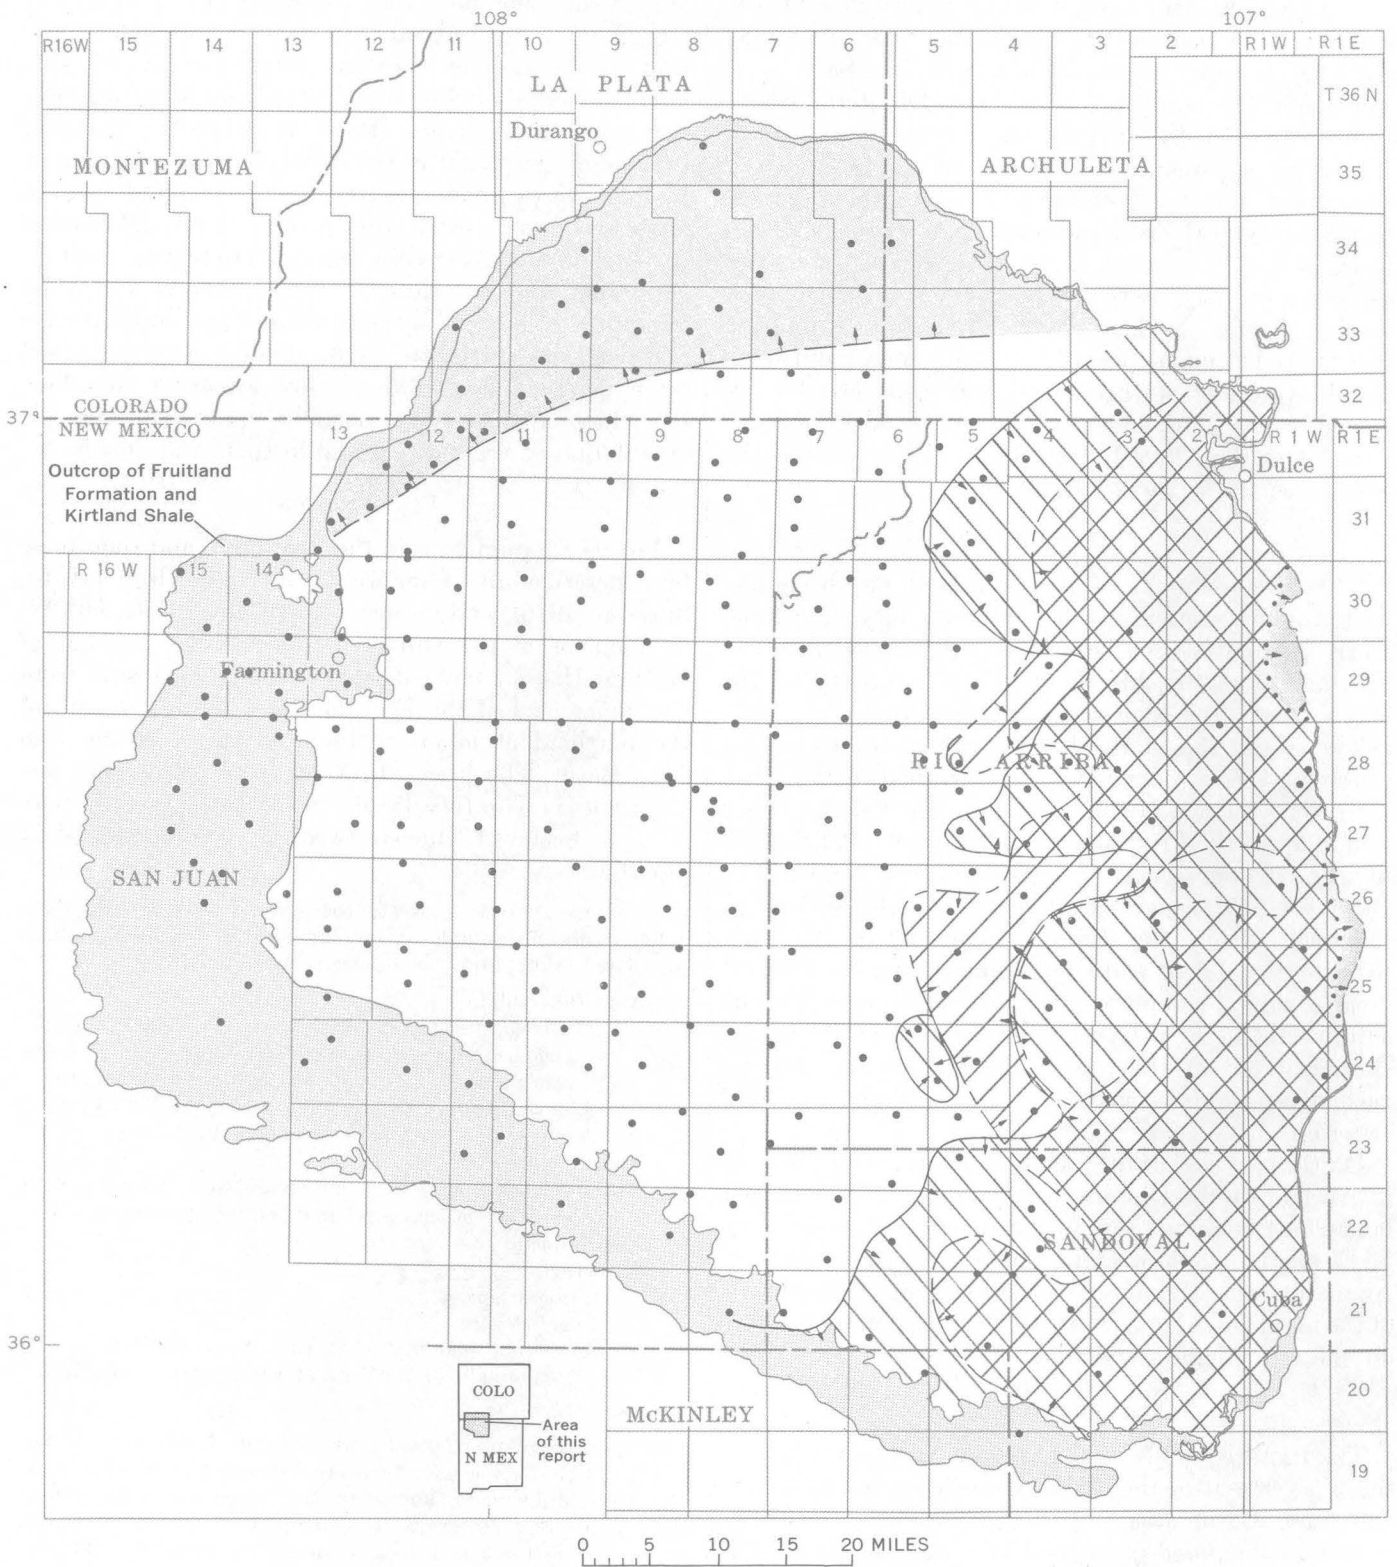 108° 107°
R16W 15 14 13 12 11 10 9 8 7 6 5 4 3 2 R1W R1E
LA PLATA
T 36 N
Durango
MONTEZUMA
ARCHULETA
35
34
33
32
37°
COLORADO
NEW MEXICO
13 12 11 10 9 8 7 6 5 4 3 2 R1W R1E
Outcrop of Fruitland
Formation and
Kirtland Shale
Dulce
31
R 16 W 15 14
30
Farmington
29
RIO ARRIBA
28
27
SAN JUAN
26
25
24
23
22
SANDOVAL
21
Cuba
36°
20
COLO
McKINLEY
Area
of this
report
N MEX
19
0 5 10 15 20 MILES